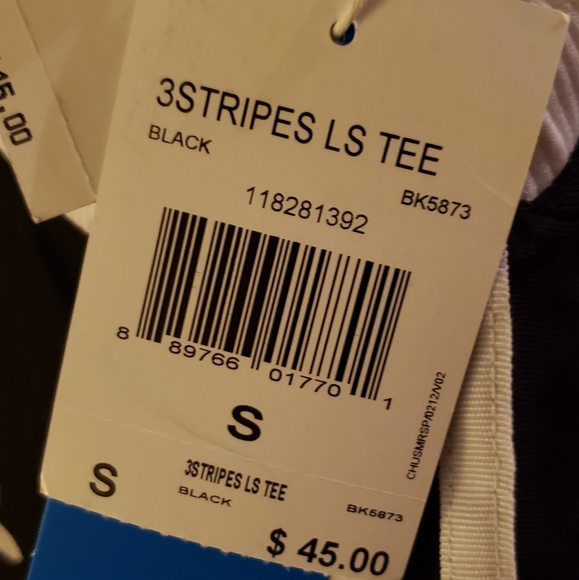 45.00
3STRIPES LS TEE
BLACK
BK5873
118281392
8 89766 01770 1
S
CHUSMRSP/0212/V02
S
3STRIPES LS TEE
BLACK
BK5873
$ 45.00